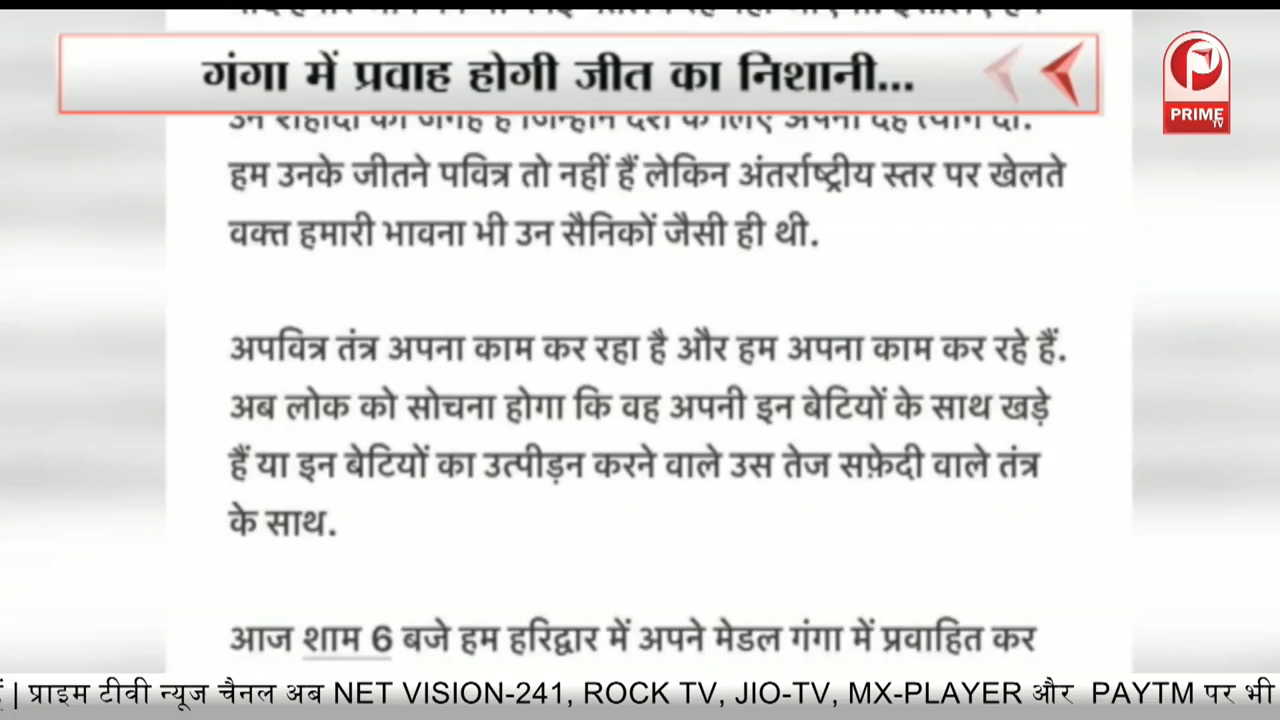 गंगा में प्रवाह होगी जीत का निशानी...
PRIME
TV
हम उनके जीतने पवित्र तो नहीं हैं लेकिन अंतर्राष्ट्रीय स्तर पर खेलते
वक्त हमारी भावना भी उन सैनिकों जैसी ही थी.
अपवित्र तंत्र अपना काम कर रहा है और हम अपना काम कर रहे हैं.
अब लोक को सोचना होगा कि वह अपनी इन बेटियों के साथ खड़े
हैं या इन बेटियों का उत्पीड़न करने वाले उस तेज सफ़ेदी वाले तंत्र
के साथ.
आज शाम 6 बजे हम हरिद्वार में अपने मेडल गंगा में प्रवाहित कर
| प्राइम टीवी न्यूज चैनल अब NET VISION-241, ROCK TV, JIO-TV, MX-PLAYER और PAYTM पर भी